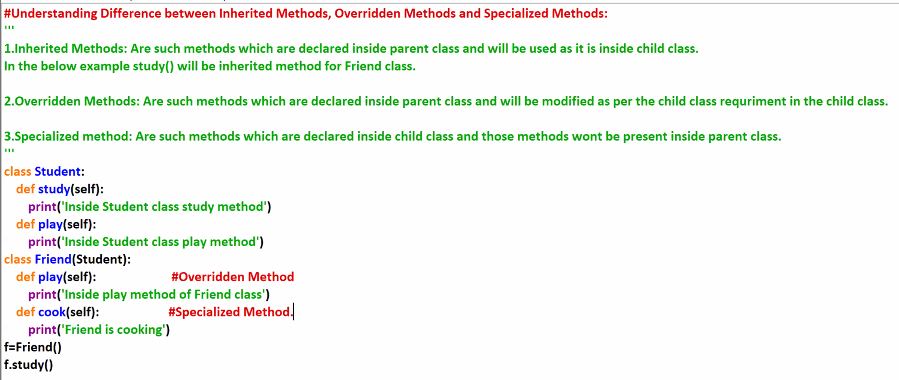 #Understanding Difference between Inherited Methods, Overridden Methods and Specialized Methods:
'''
1.Inherited Methods: Are such methods which are declared inside parent class and will be used as it is inside child class.
In the below example study() will be inherited method for Friend class.

2.Overridden Methods: Are such methods which are declared inside parent class and will be modified as per the child class requriment in the child class.

3.Specialized method: Are such methods which are declared inside child class and those methods wont be present inside parent class.
'''
class Student:
    def study(self):
        print('Inside Student class study method')
    def play(self):
        print('Inside Student class play method')
class Friend(Student):
    def play(self):                #Overridden Method
        print('Inside play method of Friend class')
    def cook(self):                #Specialized Method.
        print('Friend is cooking')
f=Friend()
f.study()